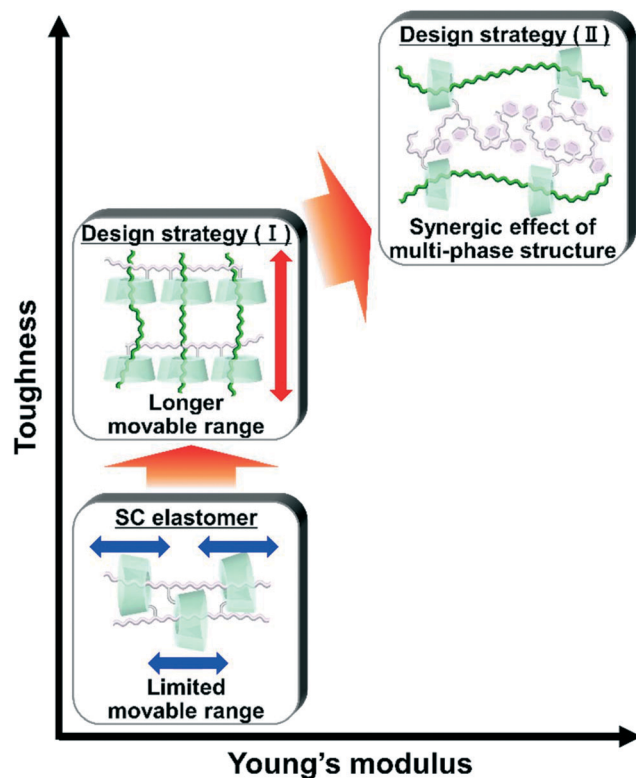 Toughness
Design strategy (Ⅱ)
Synergic effect of
multi-phase structure
Design strategy (Ⅰ)
Longer
movable range
SC elastomer
Limited
movable range
Young's modulus